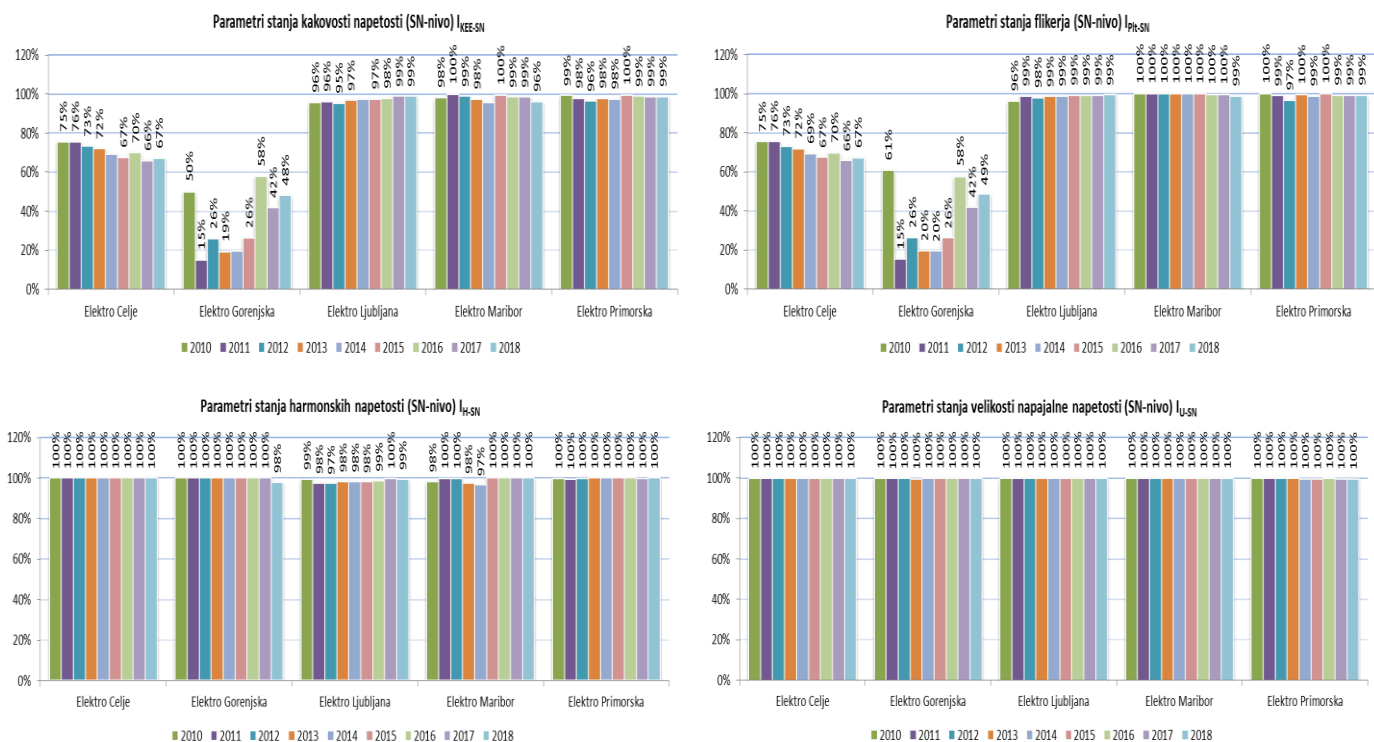 Parametri stanja kakovosti napetosti (SN-nivo) I_KEE-SN
120%
100%
80%
60%
40%
20%
0%
75% 76% 73% 72% 67% 70% 66% 67%
50% 15% 26% 19% 26% 58% 42% 48%
96% 96% 95% 97% 97% 98% 99% 99%
98% 100% 99% 98% 100% 99% 99% 96%
99% 98% 96% 98% 98% 100% 99% 99% 99%
Elektro Celje Elektro Gorenjska Elektro Ljubljana Elektro Maribor Elektro Primorska
2010 2011 2012 2013 2014 2015 2016 2017 2018
Parametri stanja flikerja (SN-nivo) I_Plt-SN
120%
100%
80%
60%
40%
20%
0%
75% 76% 73% 72% 69% 67% 70% 66% 67%
61% 15% 26% 20% 20% 26% 58% 42% 49%
96% 99% 98% 99% 99% 99% 99% 99% 99%
100% 100% 100% 100% 100% 100% 100% 100% 99%
100% 99% 97% 100% 99% 100% 99% 99% 99%
Elektro Celje Elektro Gorenjska Elektro Ljubljana Elektro Maribor Elektro Primorska
2010 2011 2012 2013 2014 2015 2016 2017 2018
Parametri stanja harmonskih napetosti (SN-nivo) I_H-SN
120%
100%
80%
60%
40%
20%
0%
100% 100% 100% 100% 100% 100% 100% 100% 100%
100% 100% 100% 100% 100% 100% 100% 100% 98%
99% 98% 97% 98% 98% 98% 99% 100% 99%
98% 100% 100% 98% 97% 100% 100% 100% 100%
100% 100% 100% 100% 100% 100% 100% 100% 100%
Elektro Celje Elektro Gorenjska Elektro Ljubljana Elektro Maribor Elektro Primorska
2010 2011 2012 2013 2014 2015 2016 2017 2018
Parametri stanja velikosti napajalne napetosti (SN-nivo) I_U-SN
120%
100%
80%
60%
40%
20%
0%
100% 100% 100% 100% 100% 100% 100% 100% 100%
100% 100% 100% 100% 100% 100% 100% 100% 100%
100% 100% 100% 100% 100% 100% 100% 100% 100%
100% 100% 100% 100% 100% 100% 100% 100% 100%
100% 100% 100% 100% 100% 100% 100% 100% 100%
Elektro Celje Elektro Gorenjska Elektro Ljubljana Elektro Maribor Elektro Primorska
2010 2011 2012 2013 2014 2015 2016 2017 2018